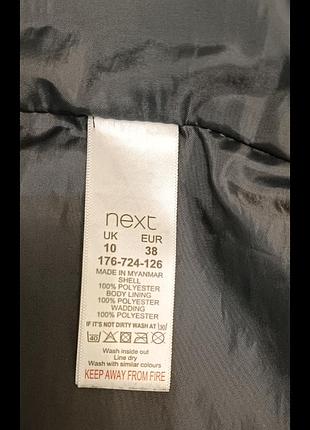 next
UK EUR
10 38
176-724-126
MADE IN MYANMAR
SHELL
100% POLYESTER
BODY LINING
100% POLYESTER
WADDING
100% POLYESTER
IF IT'S NOT DIRTY WASH AT 30
40
Wash inside out
Line dry
Wash with similar colours
KEEP AWAY FROM FIRE